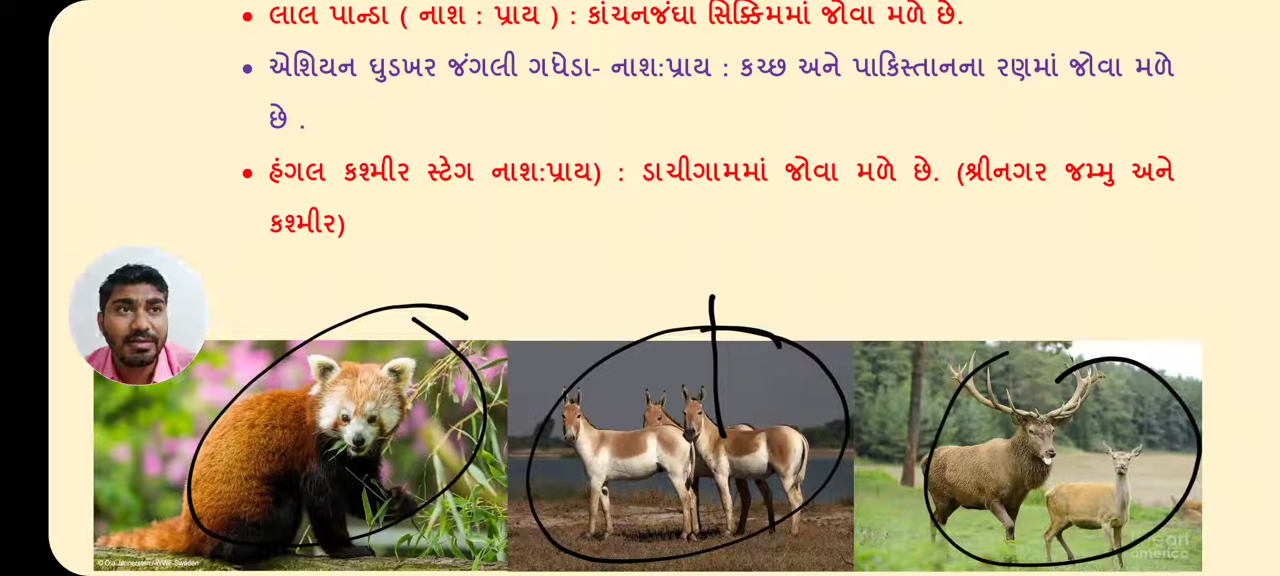 • લાલ પાન્ડા ( નાશ : પ્રાય ) : કાંચનજંઘા સિક્કિમમાં જોવા મળે છે.
• એશિયન ઘુડખર જંગલી ગધેડા- નાશ:પ્રાય : કચ્છ અને પાકિસ્તાનના રણમાં જોવા મળે
છે .
• હંગલ કશ્મીર સ્ટેગ નાશ:પ્રાય) : ડાચીગામમાં જોવા મળે છે. (શ્રીનગર જમ્મુ અને
કશ્મીર)
america